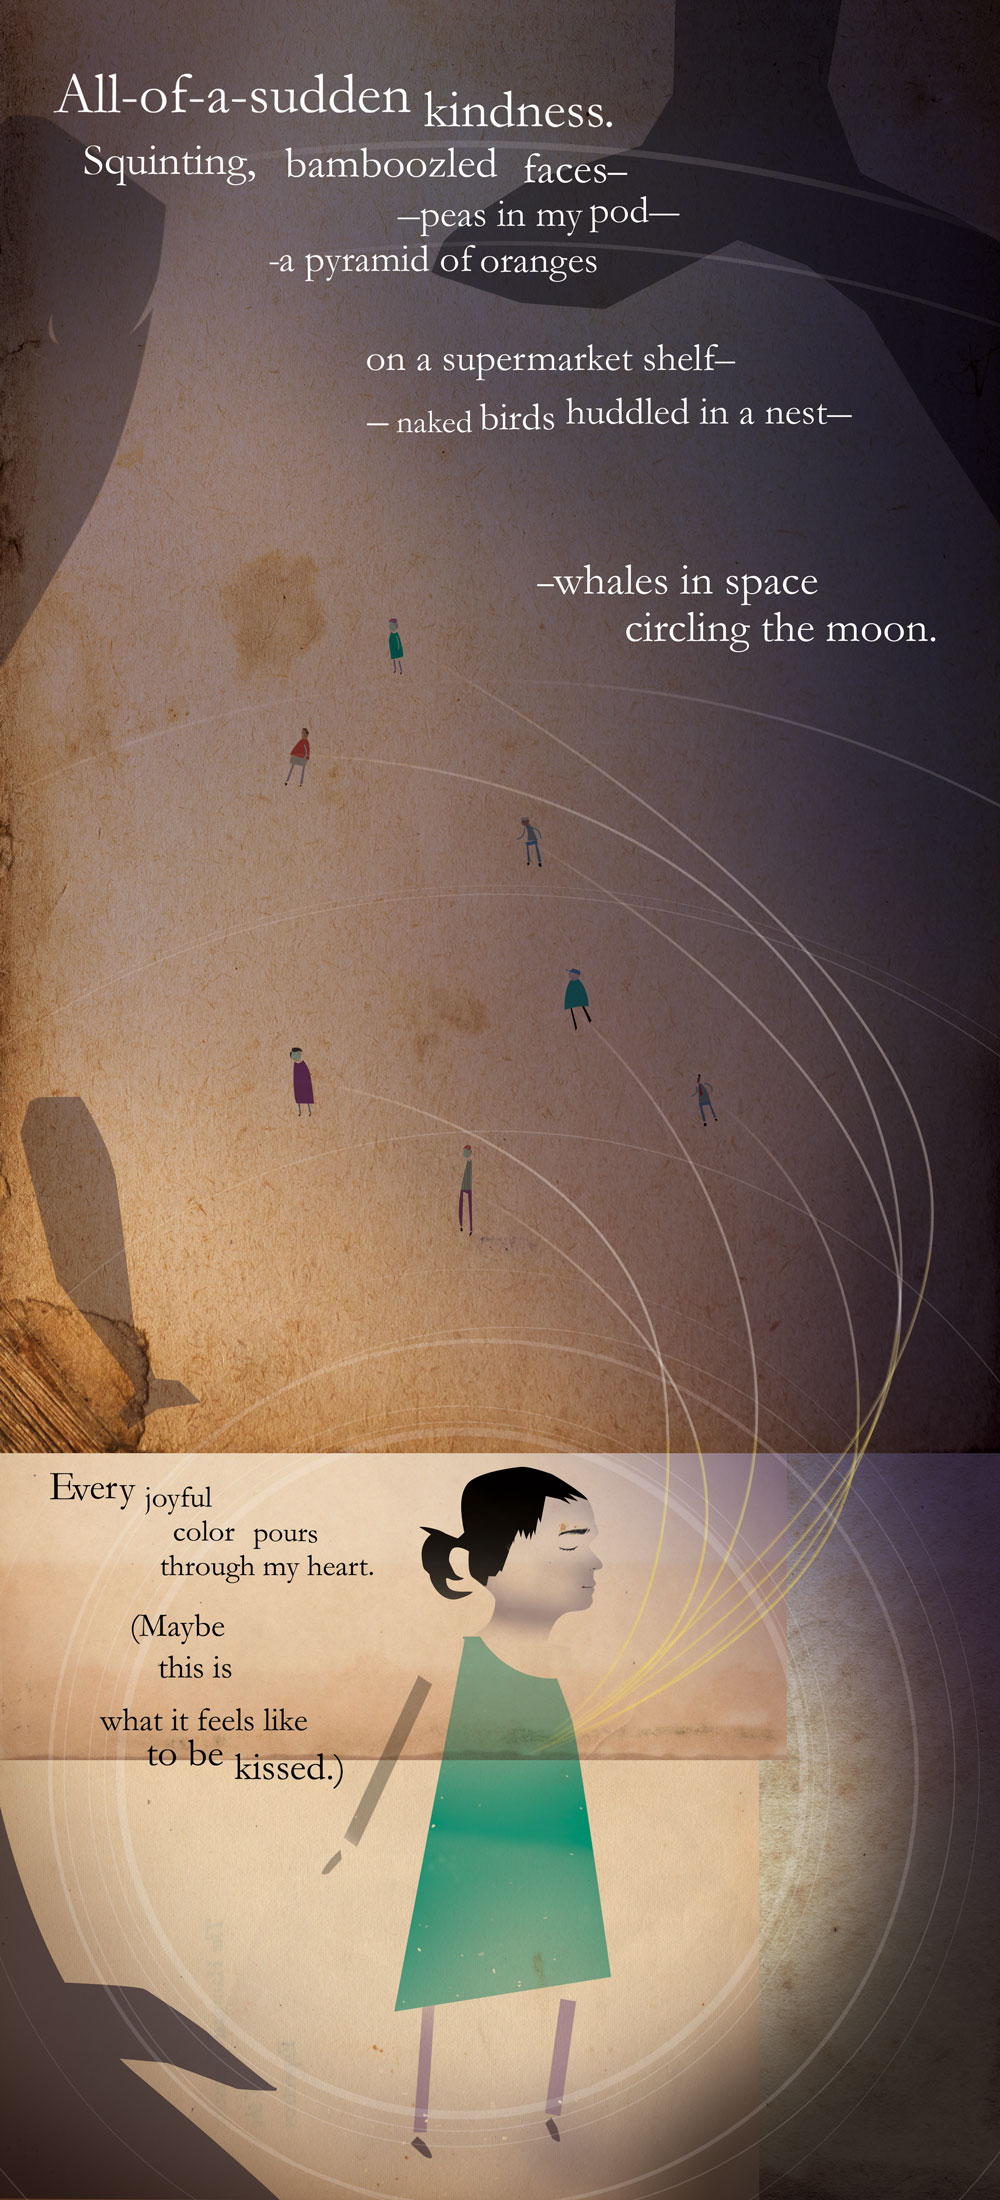 All-of-a-sudden kindness.
Squinting, bamboozled faces–
—peas in my pod—
-a pyramid of oranges
on a supermarket shelf–
– naked birds huddled in a nest—
–whales in space
circling the moon.
Every joyful
color pours
through my heart.
(Maybe
this is
what it feels like
to be kissed.)